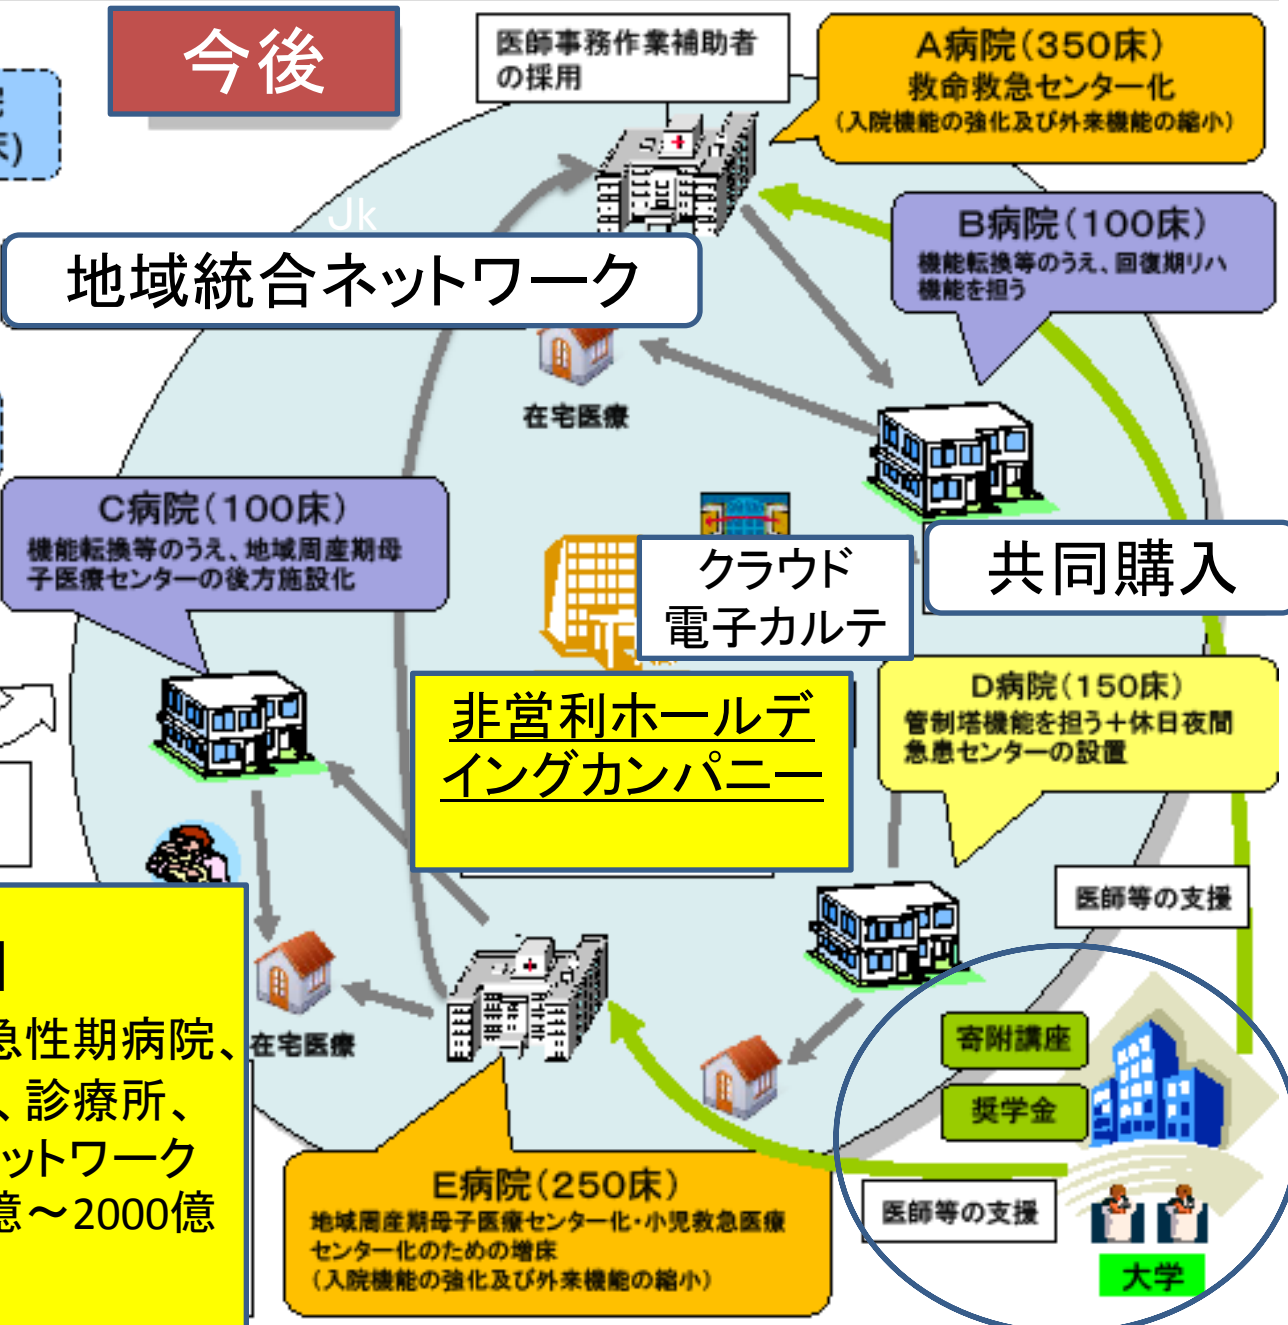 今後
医師事務作業補助者
の採用
A病院(350床)
救命救急センター化
(入院機能の強化及び外来機能の縮小)
床)
Jk
B病院(100床)
機能転換等のうえ、回復期リハ
機能を担う
地域統合ネットワーク
在宅医療
C病院(100床)
機能転換等のうえ、地域周産期母
子医療センターの後方施設化
クラウド
電子カルテ
共同購入
非営利ホールデ
イングカンパニー
D病院(150床)
管制塔機能を担う+休日夜間
急患センターの設置
医師等の支援
急性期病院、
、診療所、
ットワーク
億~2000億
在宅医療
寄附講座
奨学金
医師等の支援
大学
E病院(250床)
地域周産期母子医療センター化・小児救急医療
センター化のための増床
(入院機能の強化及び外来機能の縮小)